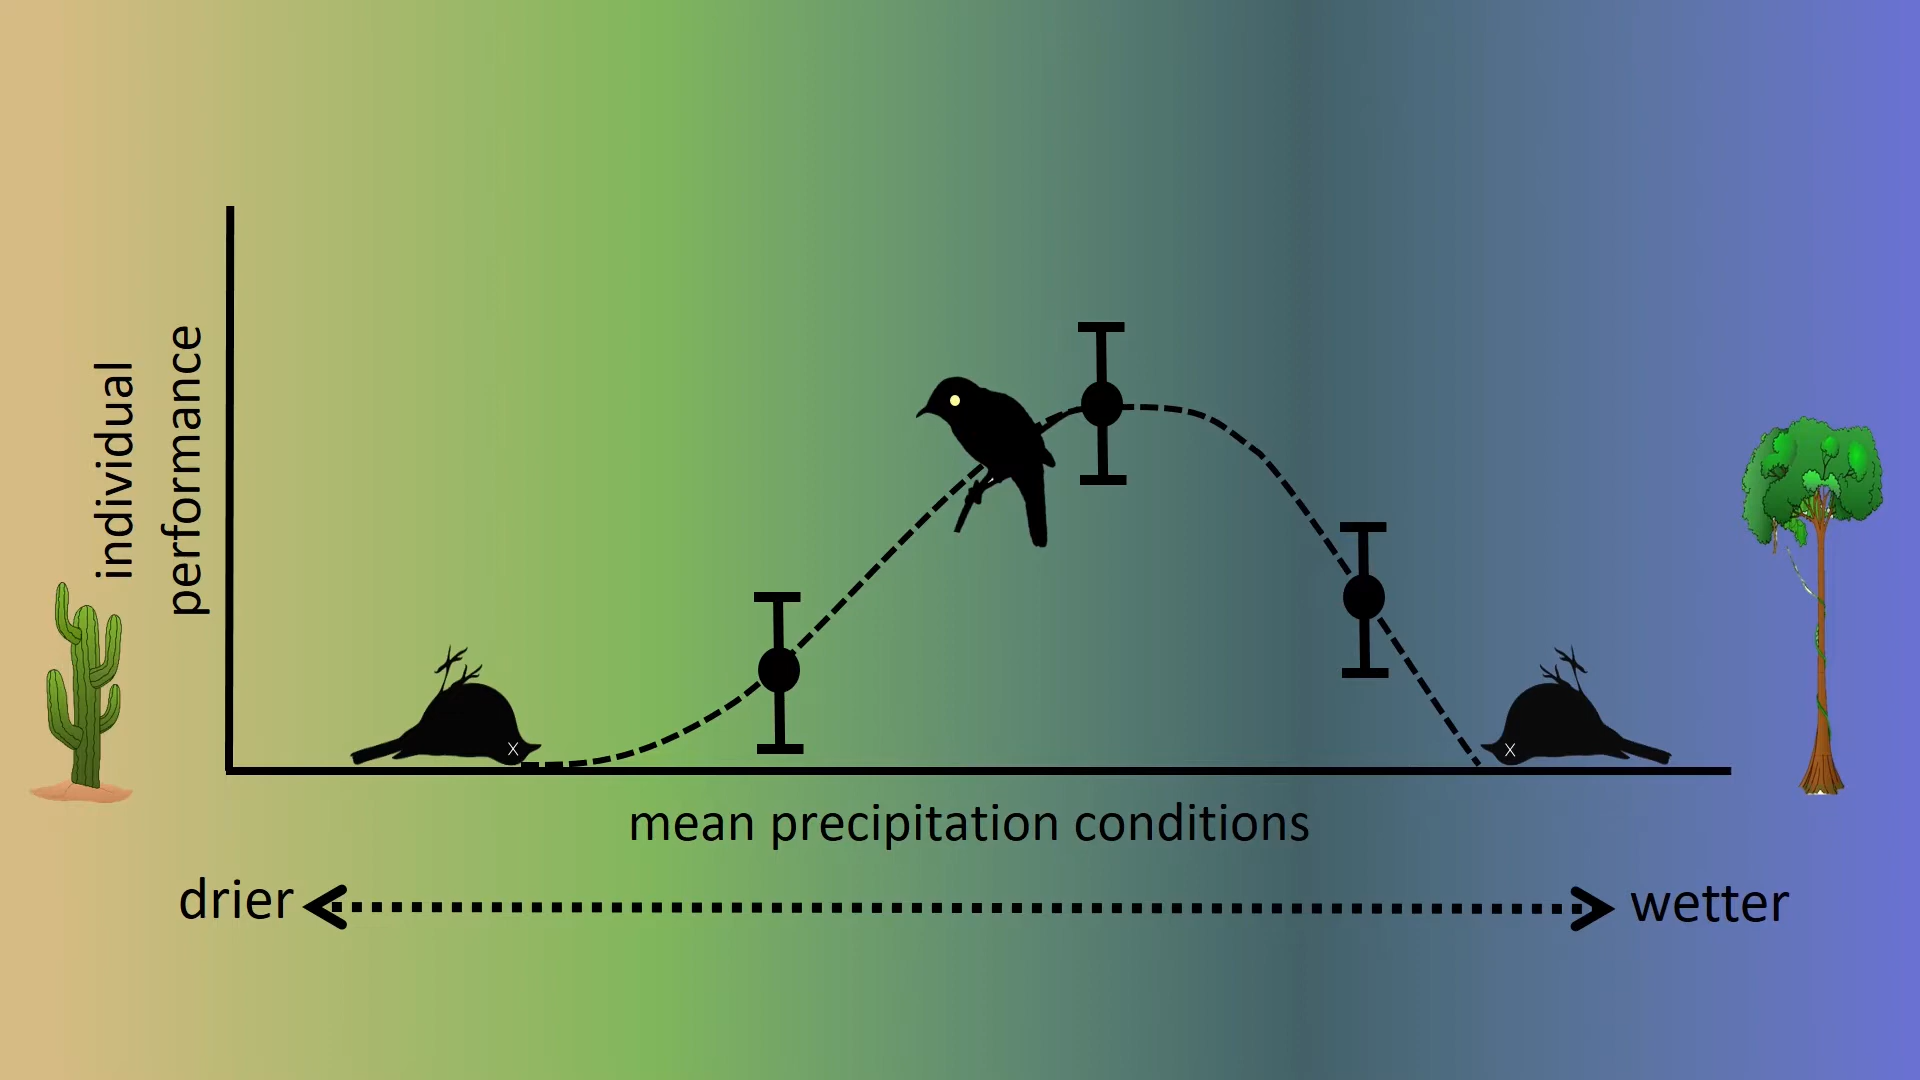 individual
performance
mean precipitation conditions
drier
wetter